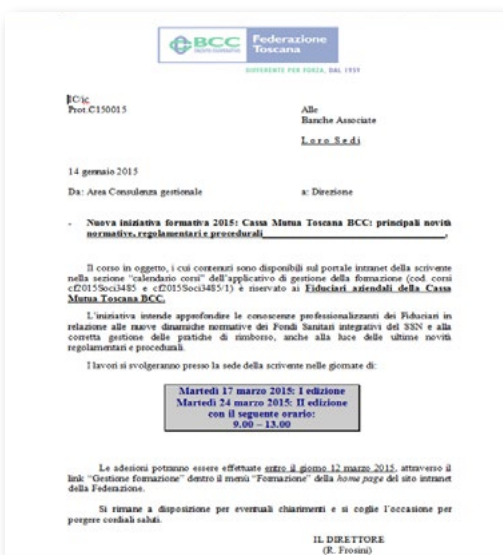 BCC
CREDITO COOPERATIVO
Federazione
Toscana
DIFFERENTE PER FORZA, DAL 1959
IC/ic
Prot.C150015
Alle
Banche Associate
Loro Sedi
14 gennaio 2015
Da: Area Consulenza gestionale
a: Direzione
- Nuova iniziativa formativa 2015: Cassa Mutua Toscana BCC: principali novità
normative, regolamentari e procedurali.
Il corso in oggetto, i cui contenuti sono disponibili sul portale intranet della scrivente
nella sezione “calendario corsi” dell’applicativo di gestione della formazione (cod. corsi
cf2015Soci3485 e cf2015Soci3485/1) è riservato ai Fiduciari aziendali della Cassa
Mutua Toscana BCC.
L’iniziativa intende approfondire le conoscenze professionalizzanti dei Fiduciari in
relazione alle nuove dinamiche normative dei Fondi Sanitari integrativi del SSN e alla
corretta gestione delle pratiche di rimborso, anche alla luce delle ultime novità
regolamentari e procedurali.
I lavori si svolgeranno presso la sede della scrivente nelle giornate di:
Martedì 17 marzo 2015: I edizione
Martedì 24 marzo 2015: II edizione
con il seguente orario:
9.00 – 13.00
Le adesioni potranno essere effettuate entro il giorno 12 marzo 2015, attraverso il
link “Gestione formazione” dentro il menù “Formazione” della home page del sito intranet
della Federazione.
Si rimane a disposizione per eventuali chiarimenti e si coglie l’occasione per
porgere cordiali saluti.
IL DIRETTORE
(R. Frosini)